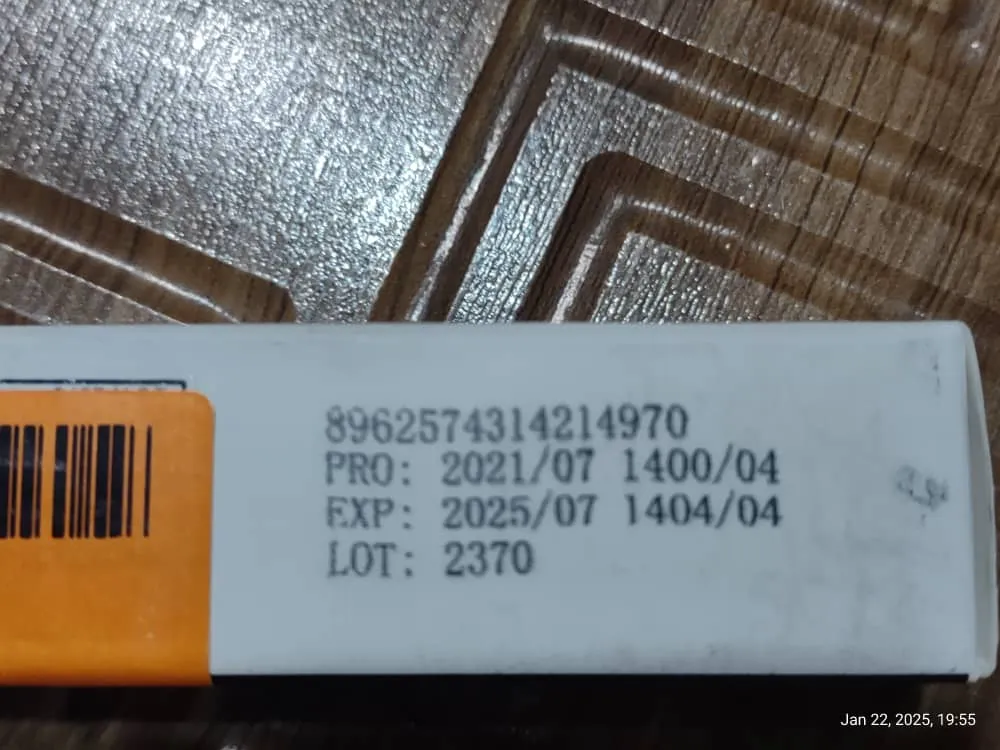 8962574314214970
PRO: 2021/07 1400/04
EXP: 2025/07 1404/04
LOT: 2370
Jan 22, 2025, 19:55